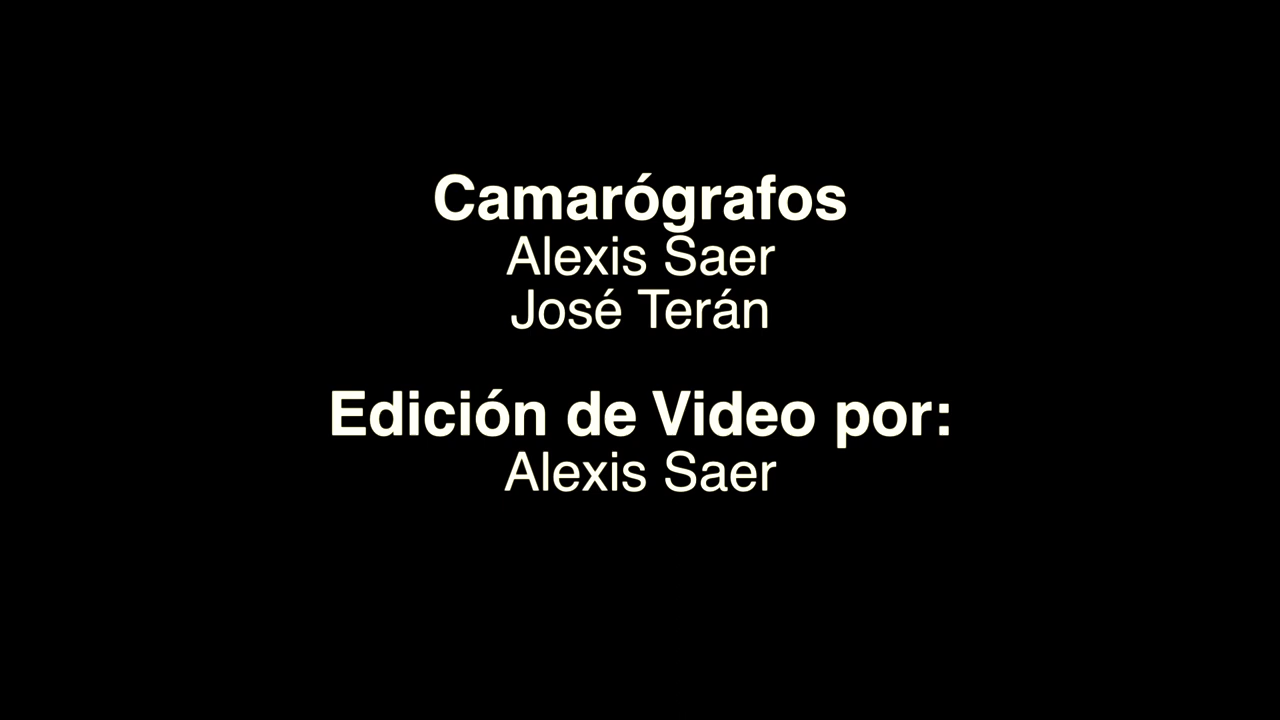 Camarógrafos
Alexis Saer
José Terán
Edición de Video por:
Alexis Saer